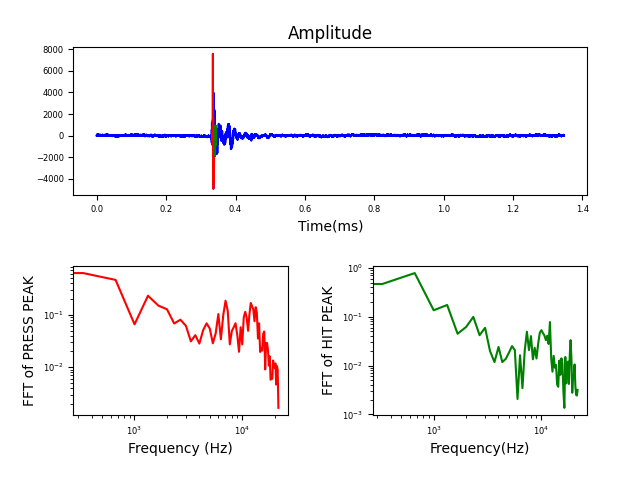 Amplitude
8000
6000
4000
2000
0
−2000
−4000
0.0 0.2 0.4 0.6 0.8 1.0 1.2 1.4
Time(ms)
FFT of PRESS PEAK
10⁻¹
10⁻²
10³ 10⁴
Frequency (Hz)
FFT of HIT PEAK
10⁰
10⁻¹
10⁻²
10⁻³
10³ 10⁴
Frequency(Hz)